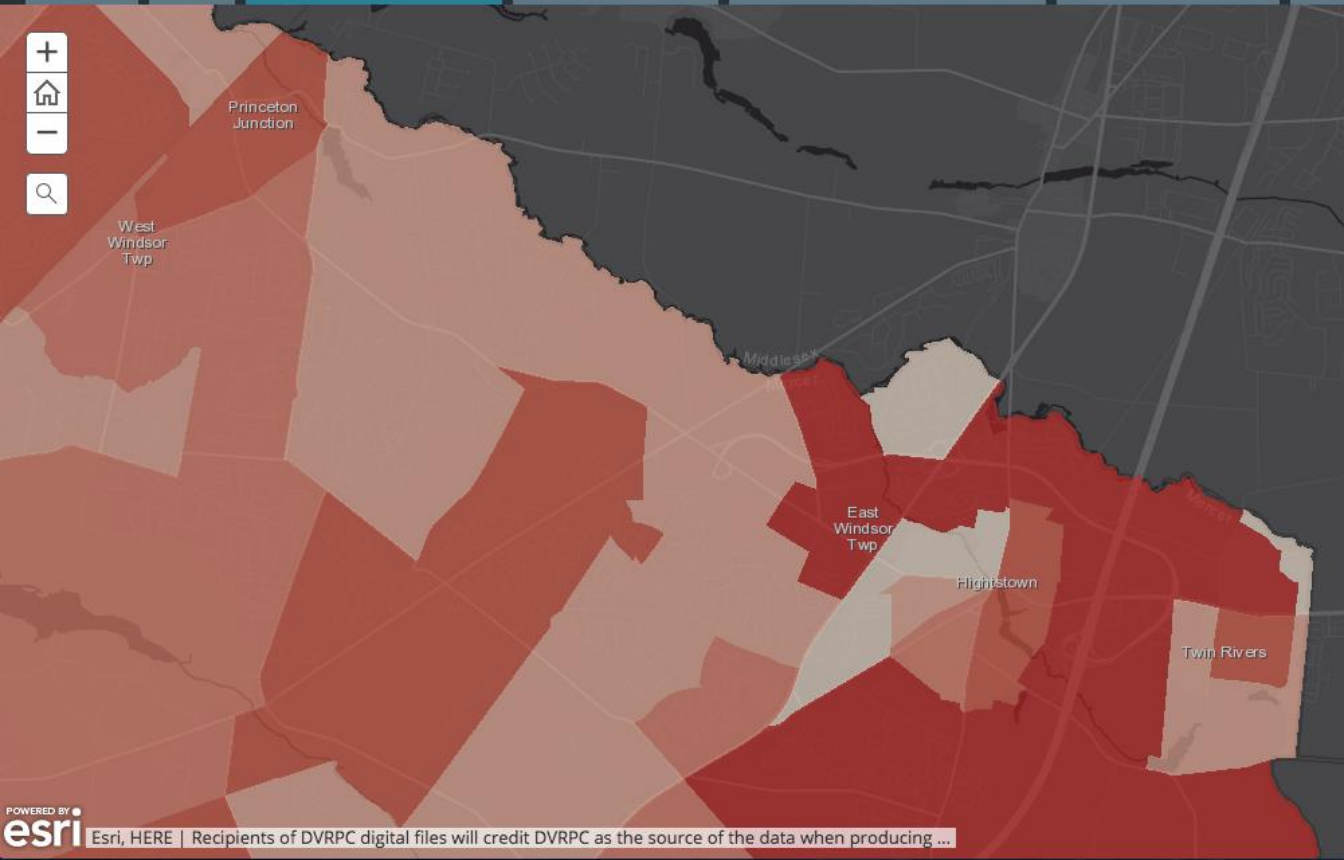 Princeton
Junction
West
Windsor
Twp
Middlesex
Mercer
East
Windsor
Twp
Mercer
Hightstown
Twin Rivers
POWERED BY
esri
Esri, HERE | Recipients of DVRPC digital files will credit DVRPC as the source of the data when producing ...